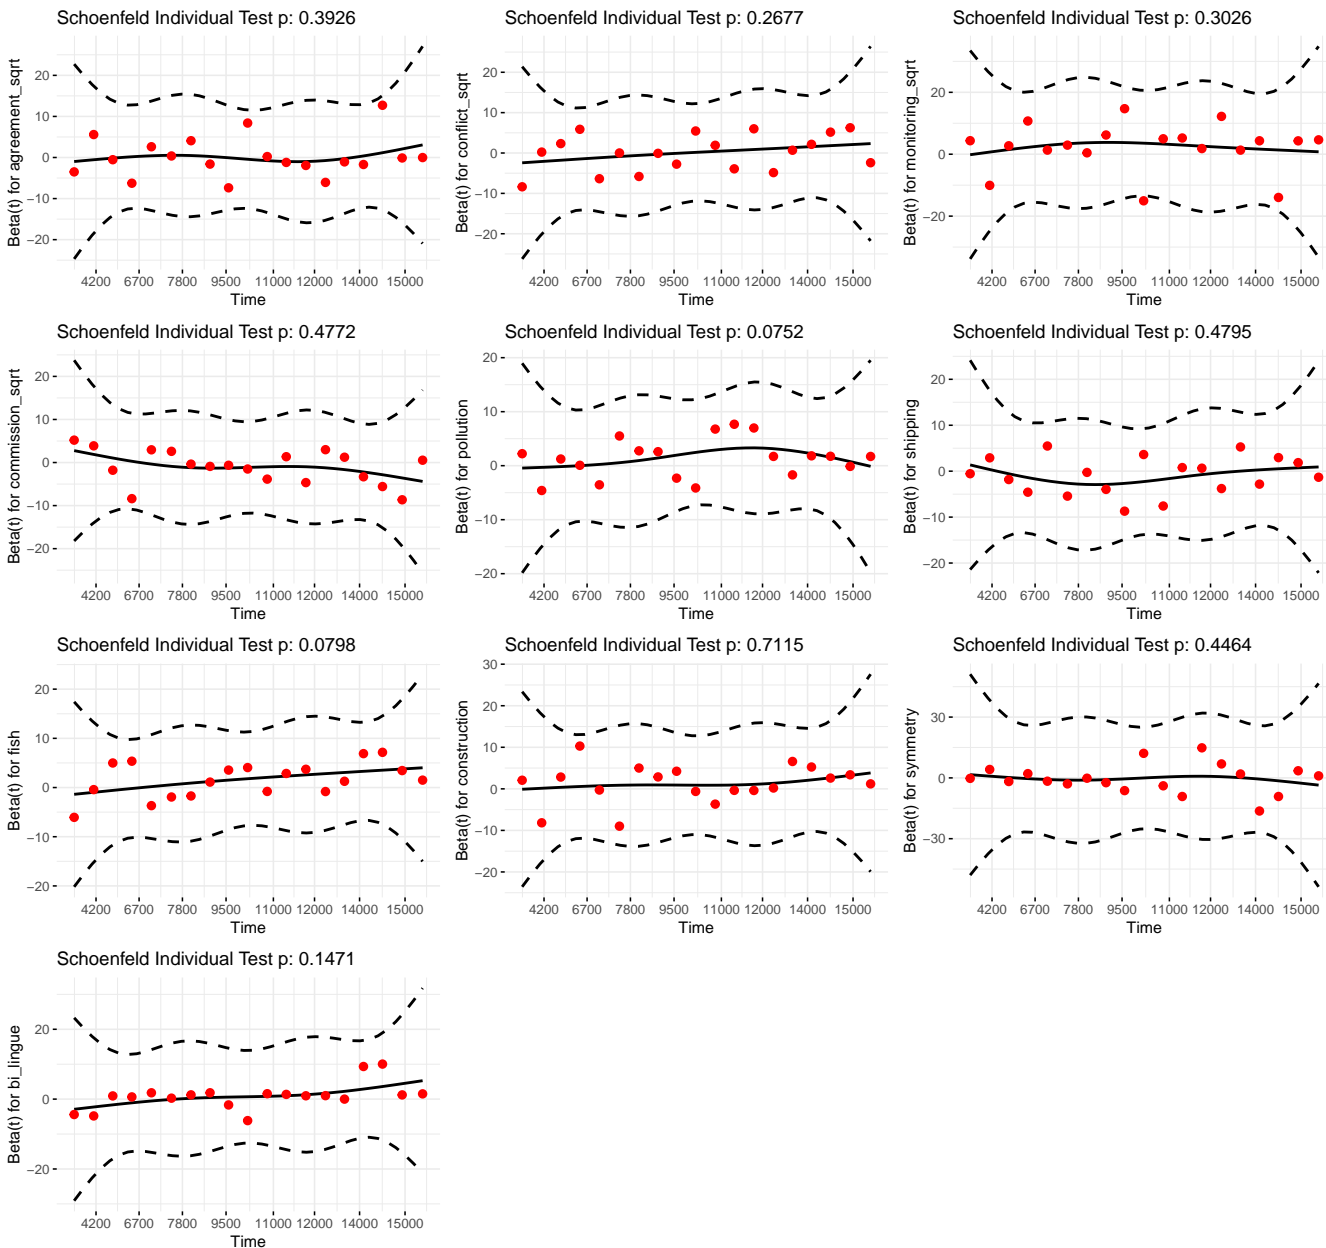 Schoenfeld Individual Test p: 0.3926
Beta(t) for agreement_sqrt
20
10
0
−10
−20
4200 6700 7800 9500 11000 12000 14000 15000
Time
Schoenfeld Individual Test p: 0.2677
Beta(t) for conflict_sqrt
20
10
0
−10
−20
4200 6700 7800 9500 11000 12000 14000 15000
Time
Schoenfeld Individual Test p: 0.3026
Beta(t) for monitoring_sqrt
20
0
−20
4200 6700 7800 9500 11000 12000 14000 15000
Time
Schoenfeld Individual Test p: 0.4772
Beta(t) for commission_sqrt
20
10
0
−10
−20
4200 6700 7800 9500 11000 12000 14000 15000
Time
Schoenfeld Individual Test p: 0.0752
Beta(t) for pollution
20
10
0
−10
−20
4200 6700 7800 9500 11000 12000 14000 15000
Time
Schoenfeld Individual Test p: 0.4795
Beta(t) for shipping
20
10
0
−10
−20
4200 6700 7800 9500 11000 12000 14000 15000
Time
Schoenfeld Individual Test p: 0.0798
Beta(t) for fish
20
10
0
−10
−20
4200 6700 7800 9500 11000 12000 14000 15000
Time
Schoenfeld Individual Test p: 0.7115
Beta(t) for construction
30
20
10
0
−10
−20
4200 6700 7800 9500 11000 12000 14000 15000
Time
Schoenfeld Individual Test p: 0.4464
Beta(t) for symmetry
30
0
−30
4200 6700 7800 9500 11000 12000 14000 15000
Time
Schoenfeld Individual Test p: 0.1471
Beta(t) for bi_lingue
20
0
−20
4200 6700 7800 9500 11000 12000 14000 15000
Time